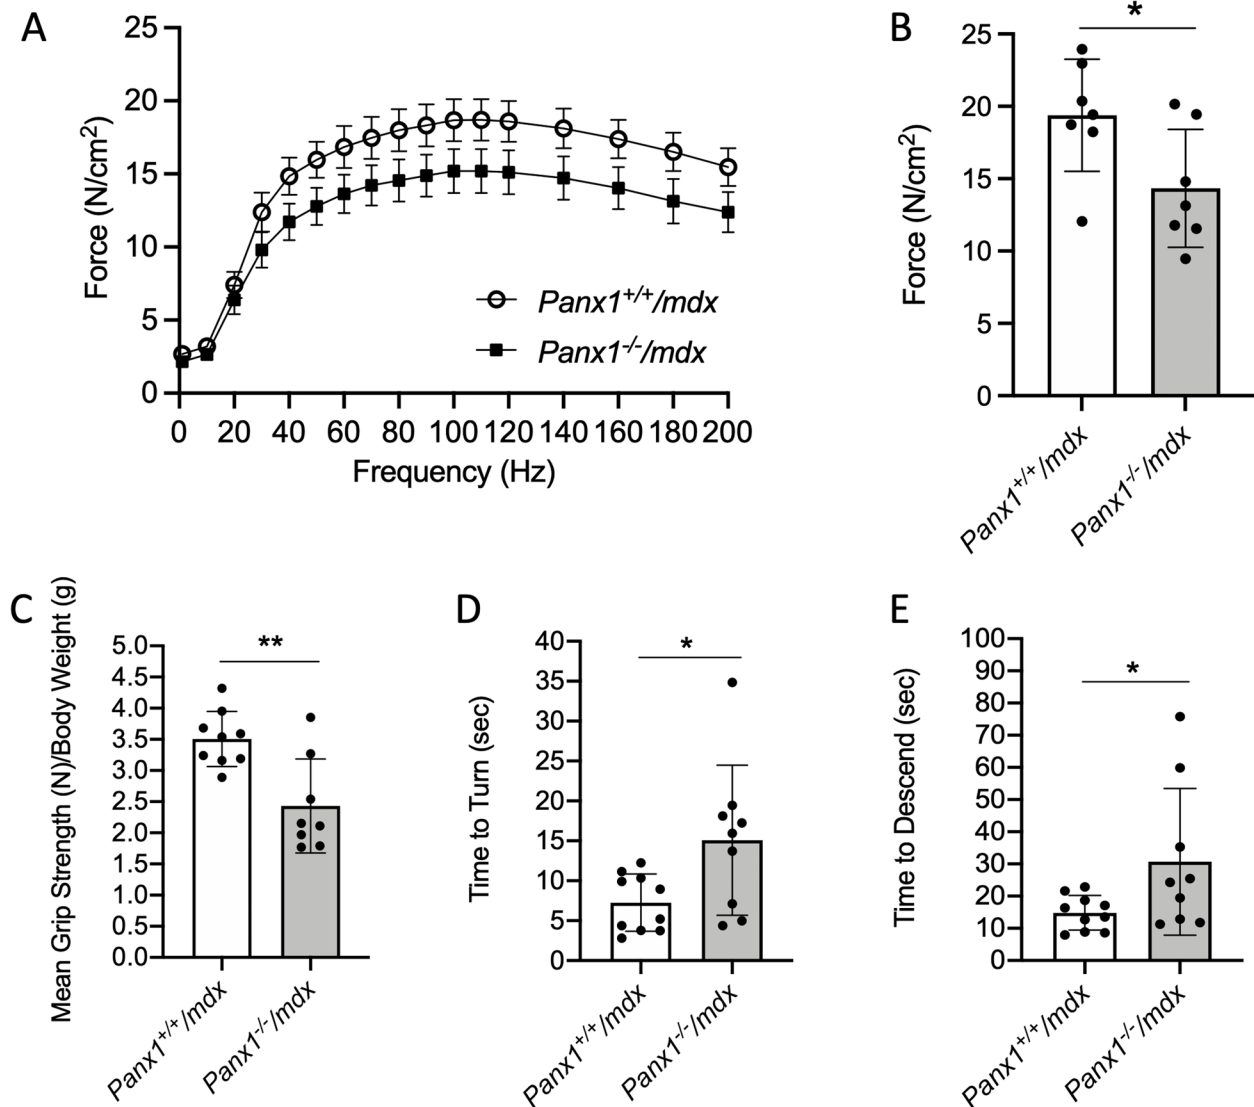 A
25
20
15
10
5
0
Force (N/cm²)
0 20 40 60 80 100 120 140 160 180 200
Frequency (Hz)
Panx1⁺/⁺/mdx
Panx1⁻/⁻/mdx
B
*
25
20
15
10
5
0
Force (N/cm²)
Panx1⁺/⁺/mdx
Panx1⁻/⁻/mdx
C
**
5.0
4.5
4.0
3.5
3.0
2.5
2.0
1.5
1.0
0.5
0.0
Mean Grip Strength (N)/Body Weight (g)
Panx1⁺/⁺/mdx
Panx1⁻/⁻/mdx
D
*
40
35
30
25
20
15
10
5
0
Time to Turn (sec)
Panx1⁺/⁺/mdx
Panx1⁻/⁻/mdx
E
*
100
90
80
70
60
50
40
30
20
10
0
Time to Descend (sec)
Panx1⁺/⁺/mdx
Panx1⁻/⁻/mdx